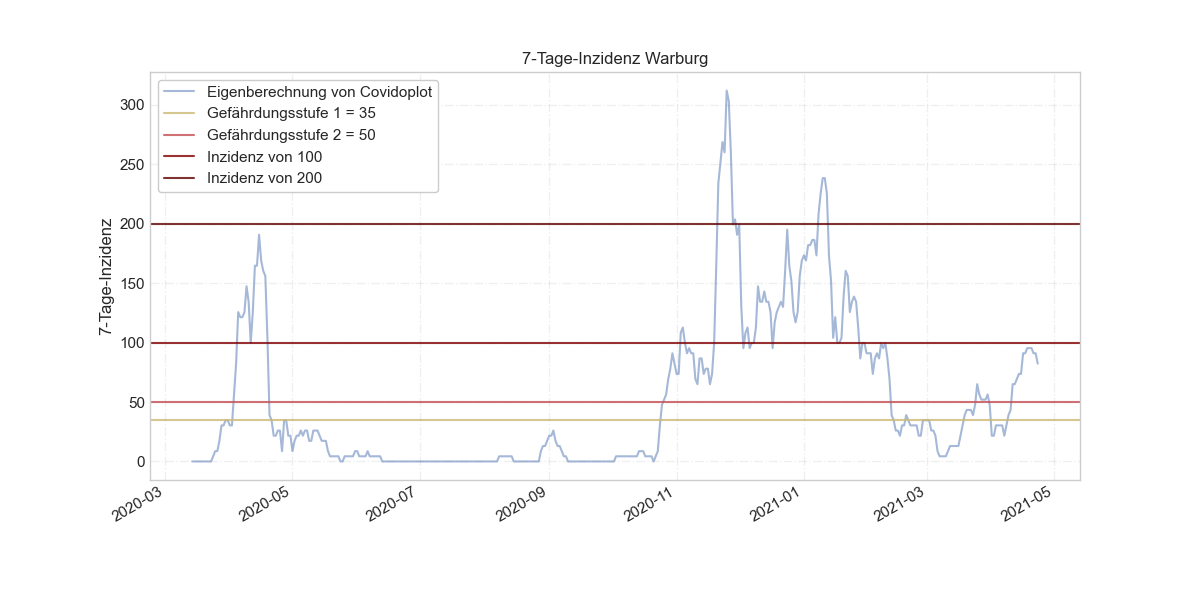 7-Tage-Inzidenz Warburg
Eigenberechnung von Covidoplot
Gefährdungsstufe 1 = 35
Gefährdungsstufe 2 = 50
Inzidenz von 100
Inzidenz von 200
7-Tage-Inzidenz
300
250
200
150
100
50
0
2020-03
2020-05
2020-07
2020-09
2020-11
2021-01
2021-03
2021-05